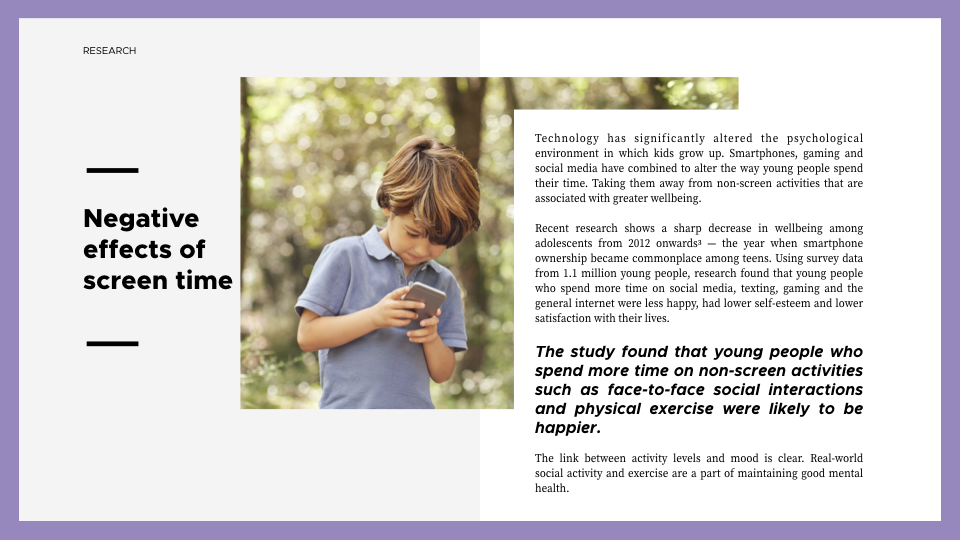 RESEARCH
Negative
effects of
screen time
Technology has significantly altered the psychological
environment in which kids grow up. Smartphones, gaming and
social media have combined to alter the way young people spend
their time. Taking them away from non-screen activities that are
associated with greater wellbeing.
Recent research shows a sharp decrease in wellbeing among
adolescents from 2012 onwards³ — the year when smartphone
ownership became commonplace among teens. Using survey data
from 1.1 million young people, research found that young people
who spend more time on social media, texting, gaming and the
general internet were less happy, had lower self-esteem and lower
satisfaction with their lives.
The study found that young people who
spend more time on non-screen activities
such as face-to-face social interactions
and physical exercise were likely to be
happier.
The link between activity levels and mood is clear. Real-world
social activity and exercise are a part of maintaining good mental
health.